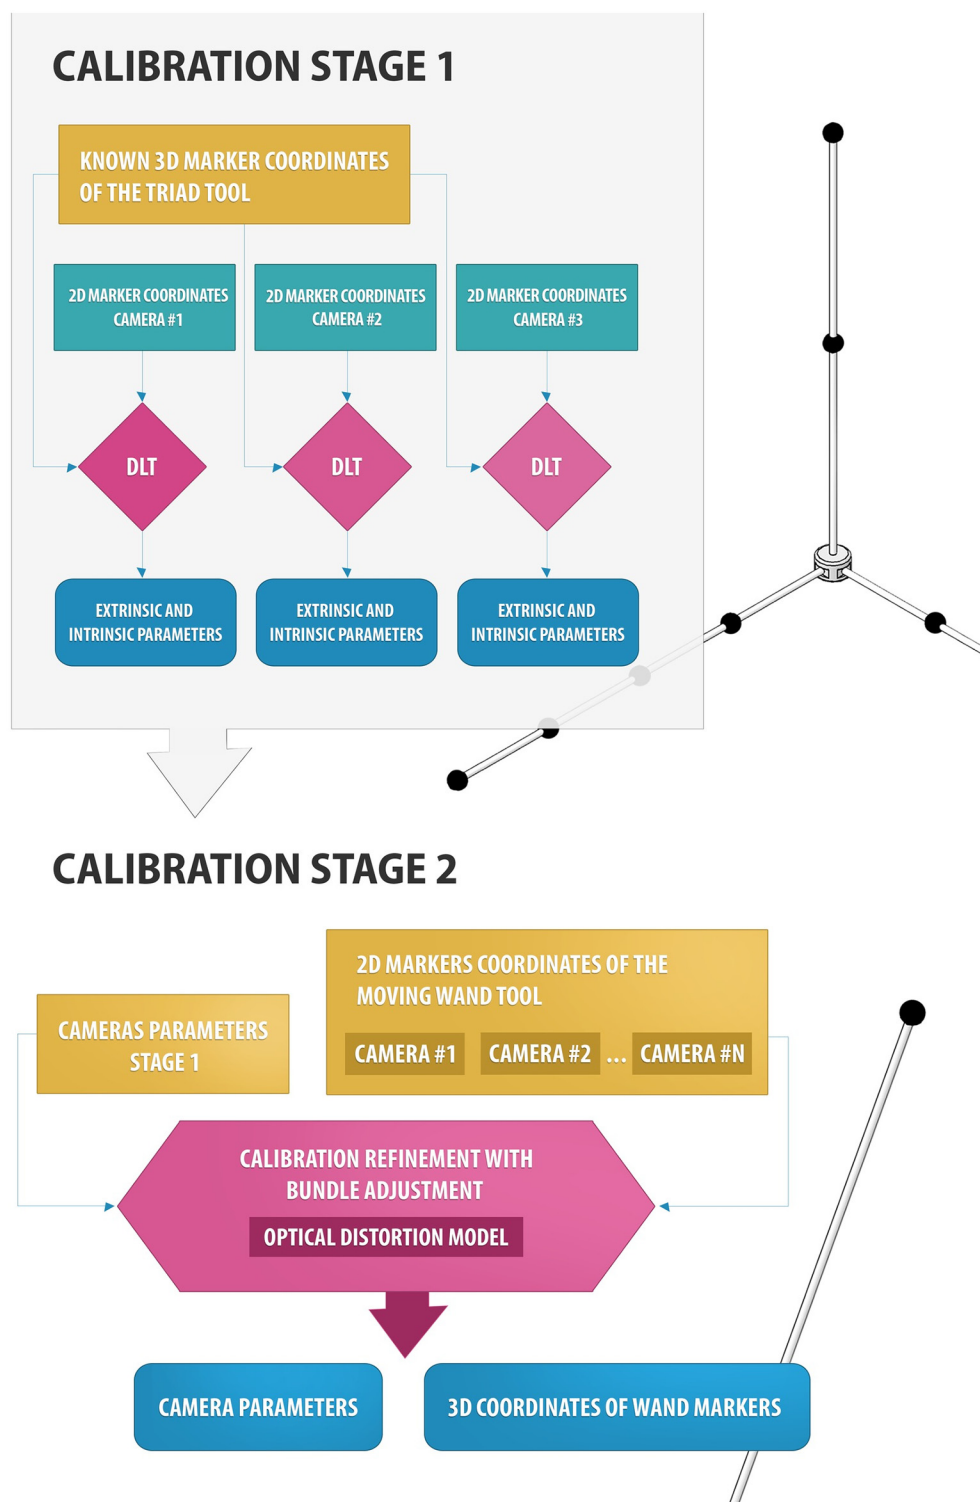 CALIBRATION STAGE 1
KNOWN 3D MARKER COORDINATES
OF THE TRIAD TOOL
2D MARKER COORDINATES
CAMERA #1
2D MARKER COORDINATES
CAMERA #2
2D MARKER COORDINATES
CAMERA #3
DLT
DLT
DLT
EXTRINSIC AND
INTRINSIC PARAMETERS
EXTRINSIC AND
INTRINSIC PARAMETERS
EXTRINSIC AND
INTRINSIC PARAMETERS
CALIBRATION STAGE 2
CAMERAS PARAMETERS
STAGE 1
2D MARKERS COORDINATES OF THE
MOVING WAND TOOL
CAMERA #1 CAMERA #2 ... CAMERA #N
CALIBRATION REFINEMENT WITH
BUNDLE ADJUSTMENT
OPTICAL DISTORTION MODEL
CAMERA PARAMETERS
3D COORDINATES OF WAND MARKERS